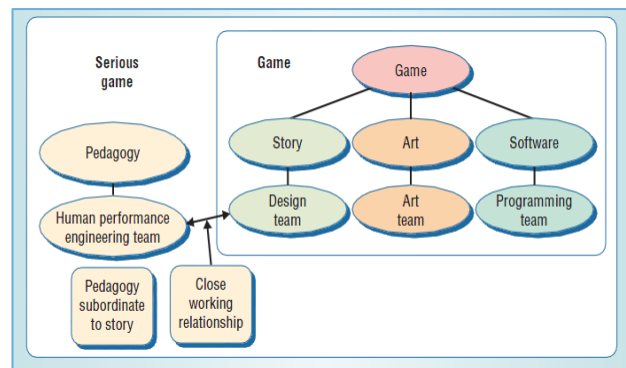 Serious
game
Game
Game
Pedagogy
Story
Art
Software
Human performance
engineering team
Design
team
Art
team
Programming
team
Pedagogy
subordinate
to story
Close
working
relationship